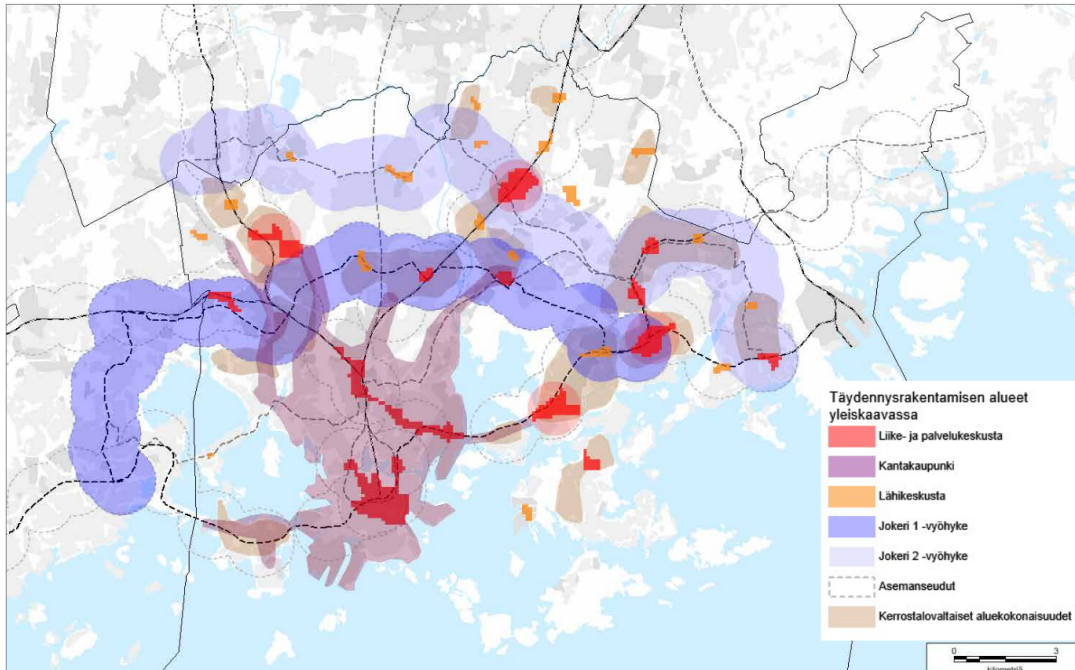 Täydennysrakentamisen alueet
yleiskaavassa
Liike- ja palvelukeskusta
Kantakaupunki
Lähikeskusta
Jokeri 1 -vyöhyke
Jokeri 2 -vyöhyke
Asemanseudut
Kerrostalovaltaiset aluekokonaisuudet
0 3
kilometriä